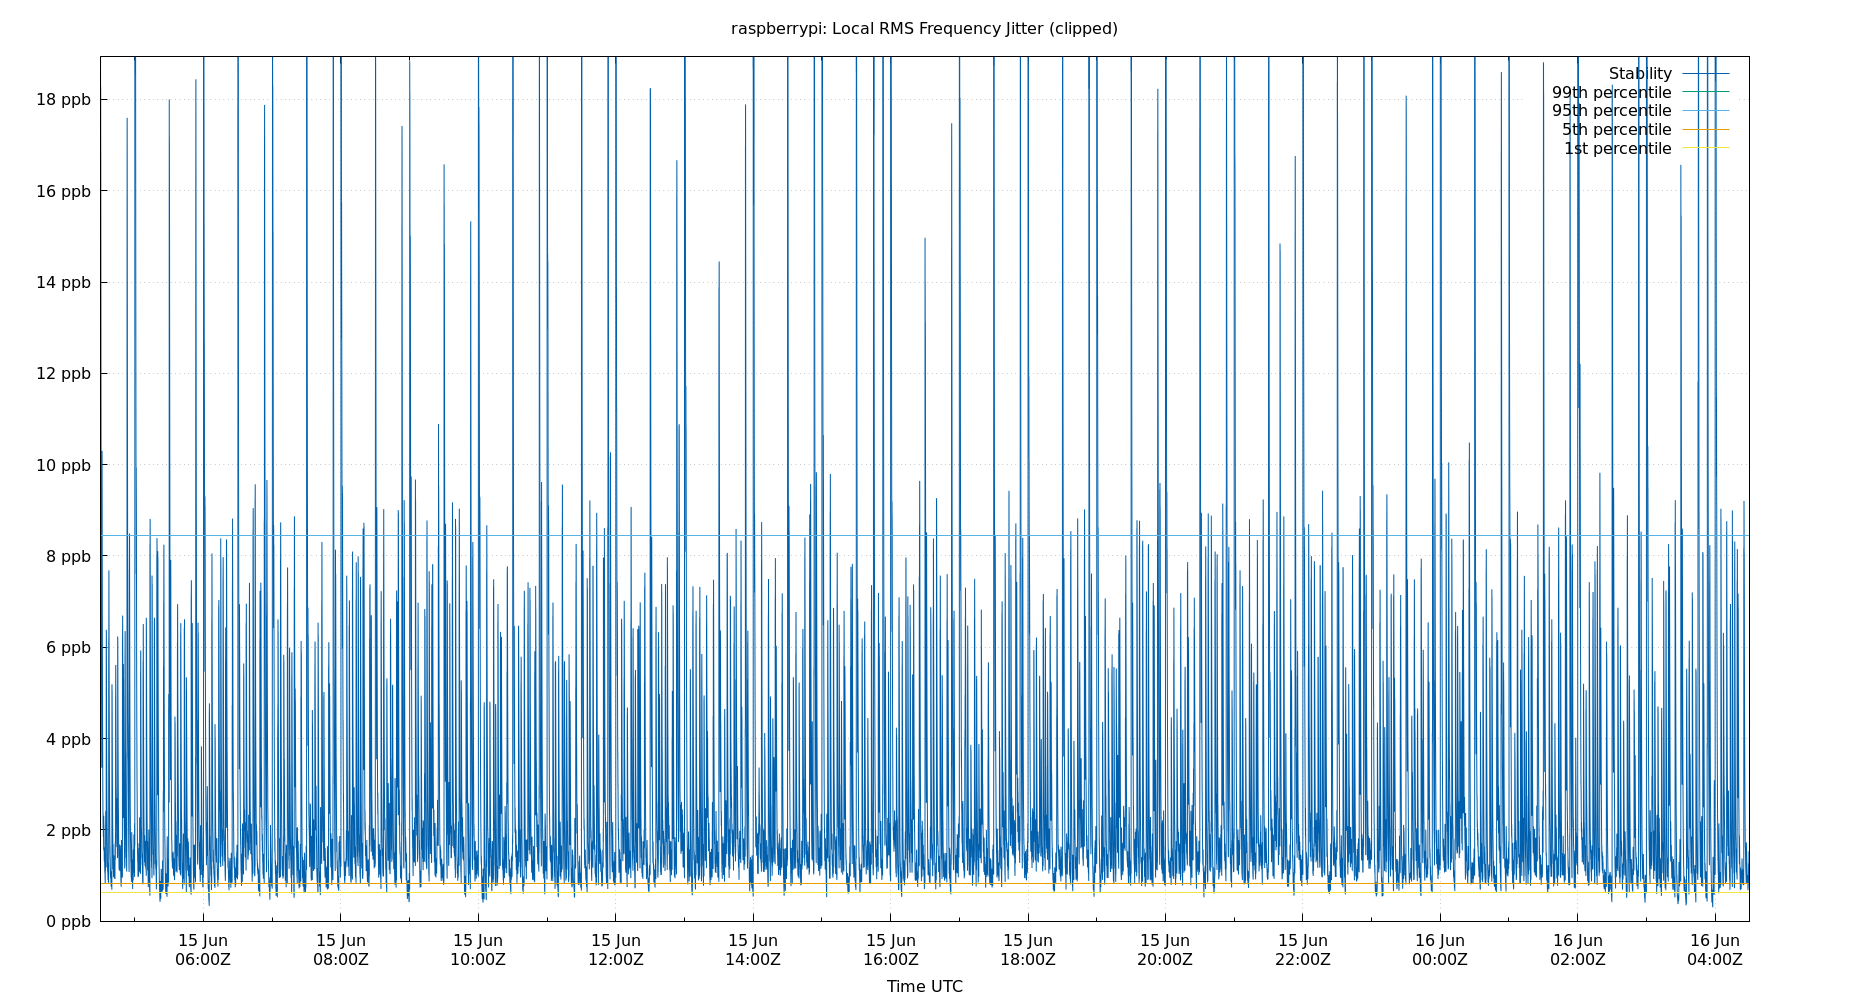 raspberrypi: Local RMS Frequency Jitter (clipped)
Stability
99th percentile
95th percentile
5th percentile
1st percentile
18 ppb
16 ppb
14 ppb
12 ppb
10 ppb
8 ppb
6 ppb
4 ppb
2 ppb
0 ppb
15 Jun 15 Jun 15 Jun 15 Jun 15 Jun 15 Jun 15 Jun 15 Jun 15 Jun 16 Jun 16 Jun 16 Jun
06:00Z 08:00Z 10:00Z 12:00Z 14:00Z 16:00Z 18:00Z 20:00Z 22:00Z 00:00Z 02:00Z 04:00Z
Time UTC